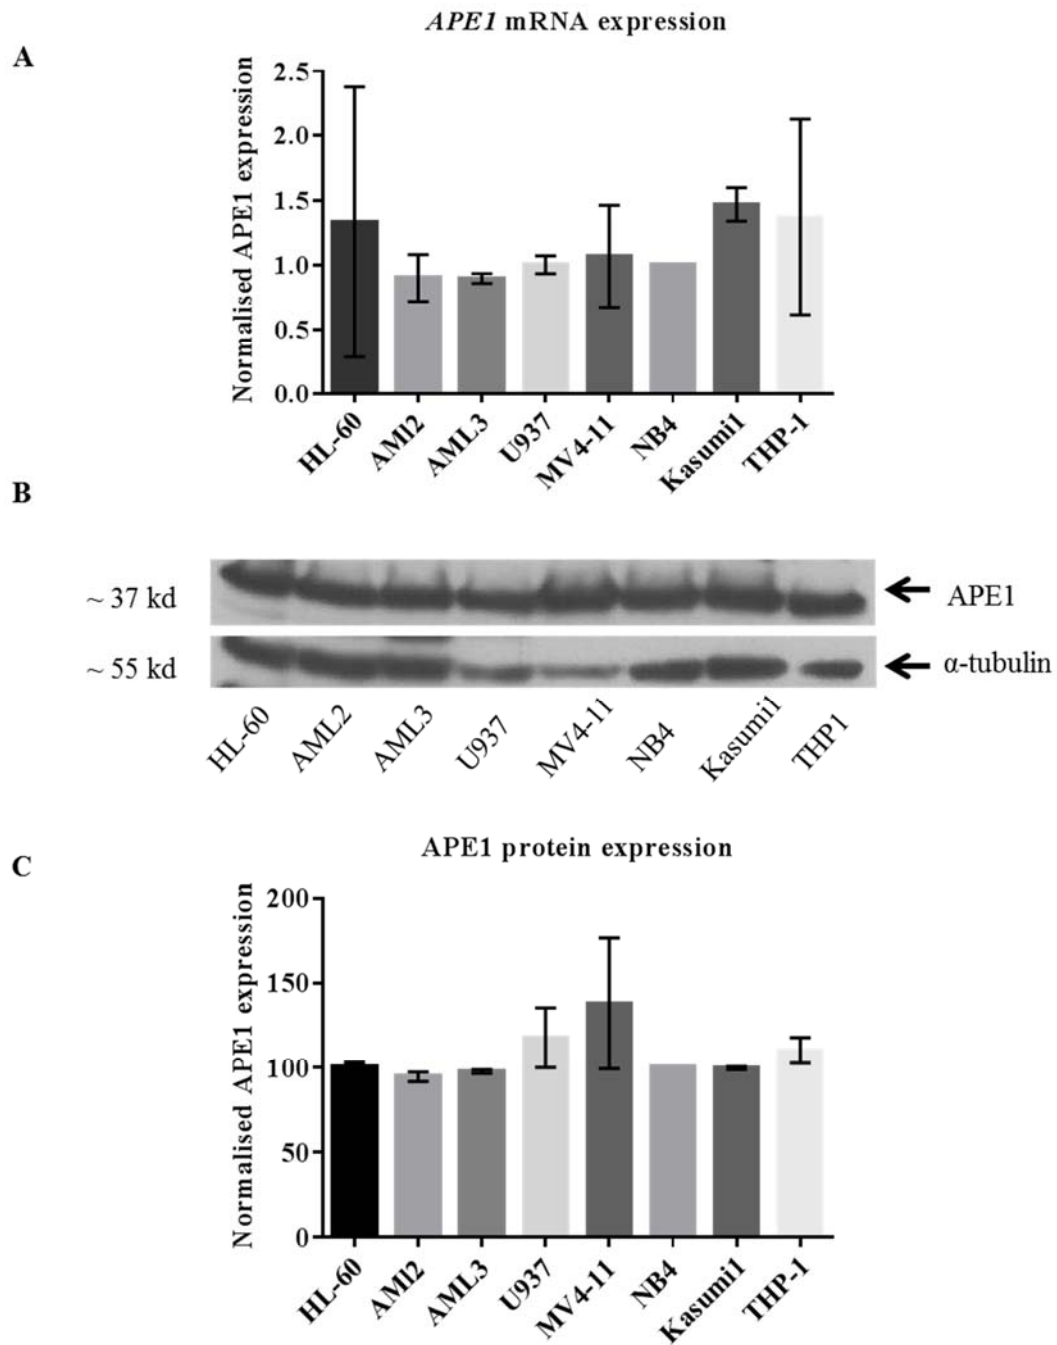 A
APE1 mRNA expression
Normalised APE1 expression
2.5
2.0
1.5
1.0
0.5
0.0
HL-60
AMl2
AML3
U937
MV4-11
NB4
Kasumi1
THP-1
B
~ 37 kd
APE1
~ 55 kd
α-tubulin
HL-60
AML2
AML3
U937
MV4-11
NB4
Kasumi1
THP1
C
APE1 protein expression
Normalised APE1 expression
200
150
100
50
0
HL-60
AMl2
AML3
U937
MV4-11
NB4
Kasumi1
THP-1